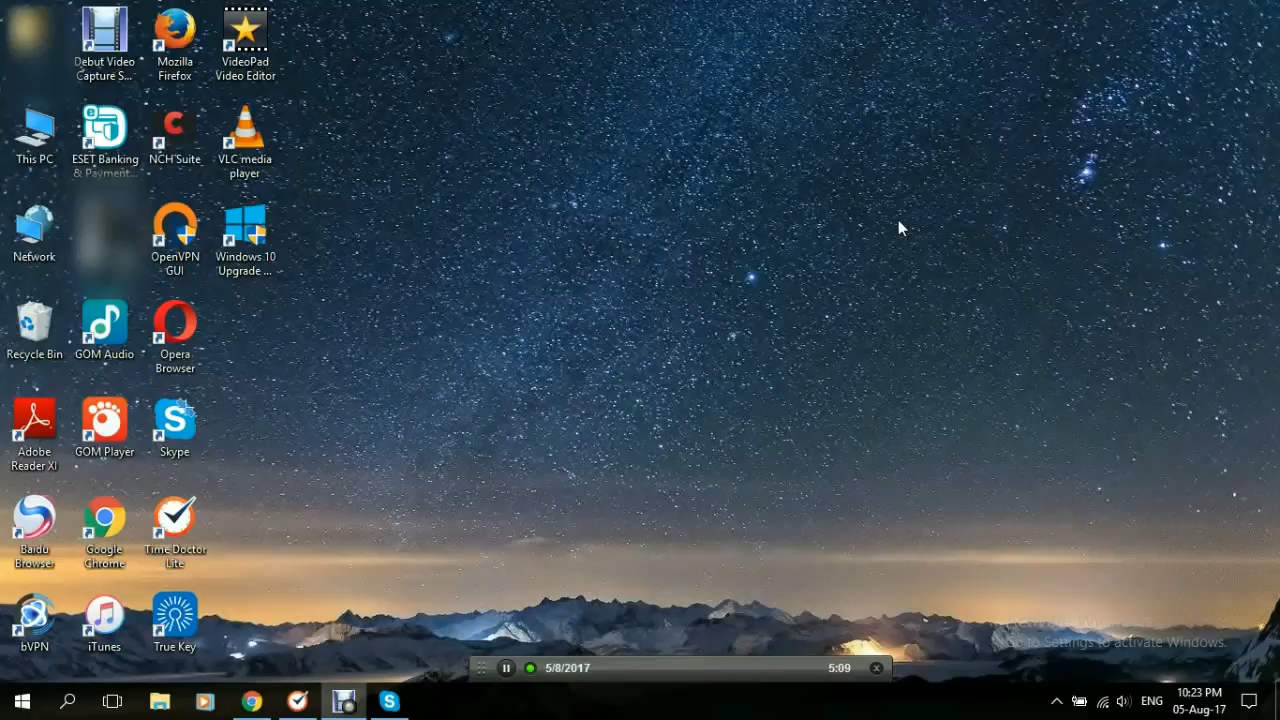 Debut Video
Capture S...
Mozilla
Firefox
VideoPad
Video Editor
This PC
ESET Banking
& Payment...
NCH Suite
VLC media
player
Network
OpenVPN
GUI
Windows 10
Upgrade ...
Recycle Bin
GOM Audio
Opera
Browser
Adobe
Reader XI
GOM Player
Skype
Baidu
Browser
Google
Chrome
Time Doctor
Lite
bVPN
iTunes
True Key
to Settings to activate Windows.
5/8/2017
5:09
ENG
10:23 PM
05-Aug-17